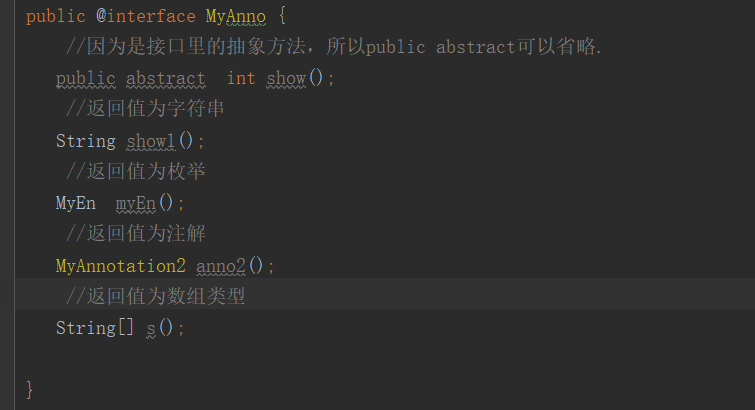 public @interface MyAnno {
//因为是接口里的抽象方法，所以public abstract可以省略.
public abstract  int show();
//返回值为字符串
String show1();
//返回值为枚举
MyEn  myEn();
//返回值为注解
MyAnnotation2 anno2();
//返回值为数组类型
String[] s();
}